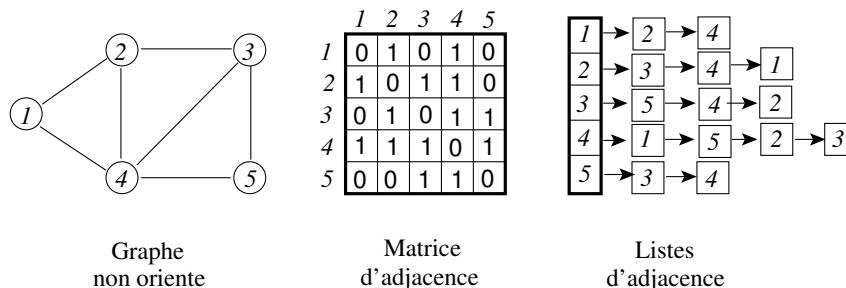 2 3
1
4 5
Graphe
non oriente
1 2 3 4 5
1 0 1 0 1 0
2 1 0 1 1 0
3 0 1 0 1 1
4 1 1 1 0 1
5 0 0 1 1 0
Matrice
d'adjacence
1 2 4
2 3 4 1
3 5 4 2
4 1 5 2 3
5 3 4
Listes
d'adjacence